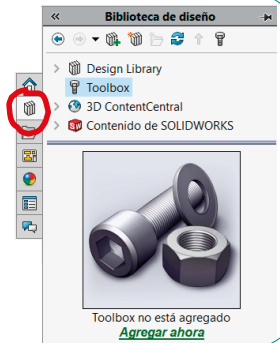 Biblioteca de diseño
Design Library
Toolbox
3D ContentCentral
Contenido de SOLIDWORKS
Toolbox no está agregado
Agregar ahora